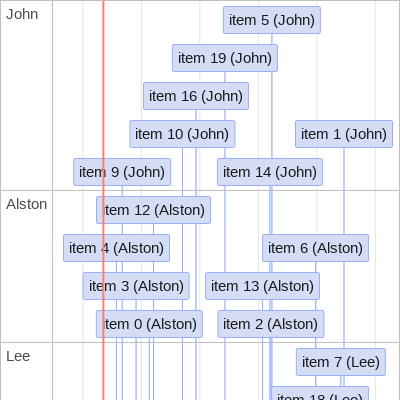 John
item 5 (John)
item 19 (John)
item 16 (John)
item 10 (John)
item 1 (John)
item 9 (John)
item 14 (John)
Alston
item 12 (Alston)
item 4 (Alston)
item 6 (Alston)
item 3 (Alston)
item 13 (Alston)
item 0 (Alston)
item 2 (Alston)
Lee
item 7 (Lee)
item 18 (Lee)